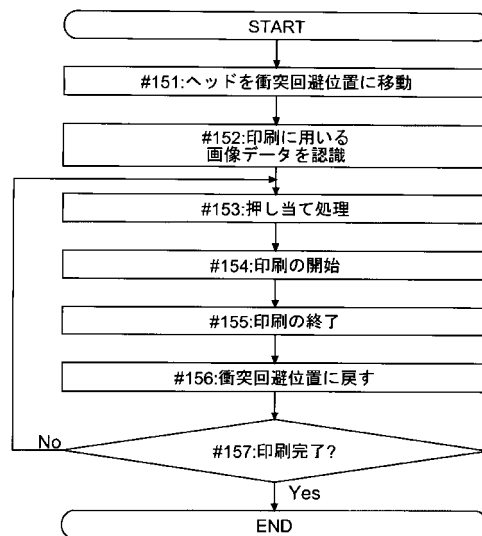 START
#151:ヘッドを衝突回避位置に移動
#152:印刷に用いる
画像データを認識
#153:押し当て処理
#154:印刷の開始
#155:印刷の終了
#156:衝突回避位置に戻す
#157:印刷完了?
No
Yes
END